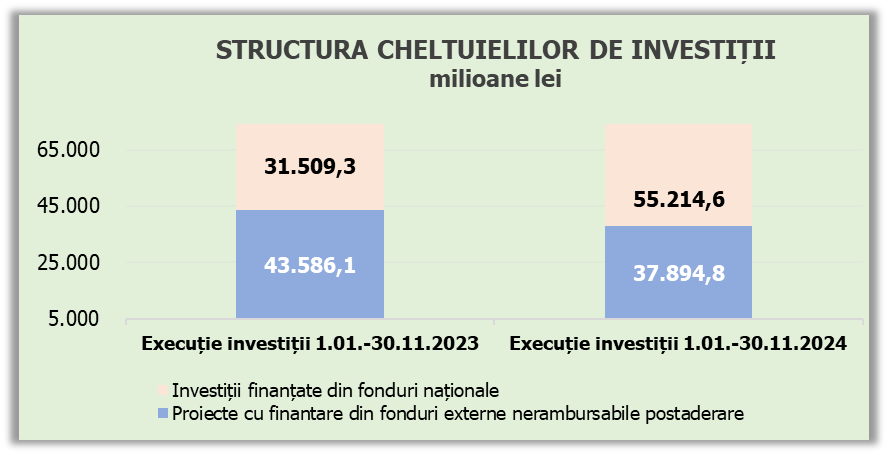 STRUCTURA CHELTUIELILOR DE INVESTIȚII
milioane lei
65.000
45.000
25.000
5.000
31.509,3
43.586,1
55.214,6
37.894,8
Execuție investiții 1.01.-30.11.2023
Execuție investiții 1.01.-30.11.2024
Investiții finanțate din fonduri naționale
Proiecte cu finantare din fonduri externe nerambursabile postaderare